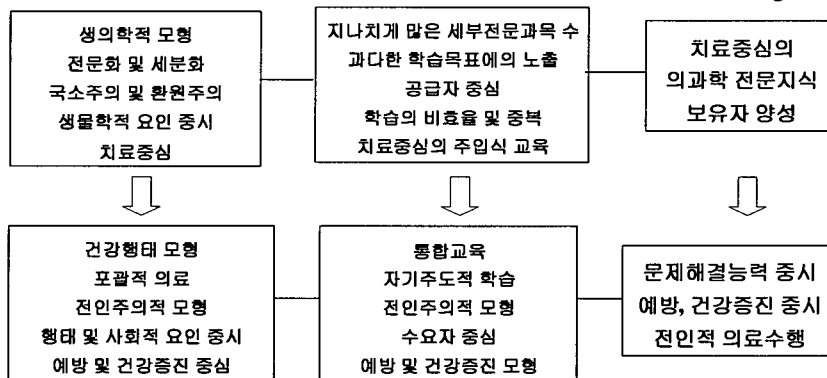 생의학적 모형
전문화 및 세분화
국소주의 및 환원주의
생물학적 요인 중시
치료중심
지나치게 많은 세부전문과목 수
과다한 학습목표에의 노출
공급자 중심
학습의 비효율 및 중복
치료중심의 주입식 교육
치료중심의
의과학 전문지식
보유자 양성
건강행태 모형
포괄적 의료
전인주의적 모형
행태 및 사회적 요인 중시
예방 및 건강증진 중심
통합교육
자기주도적 학습
전인주의적 모형
수요자 중심
예방 및 건강증진 모형
문제해결능력 중시
예방, 건강증진 중시
전인적 의료수행